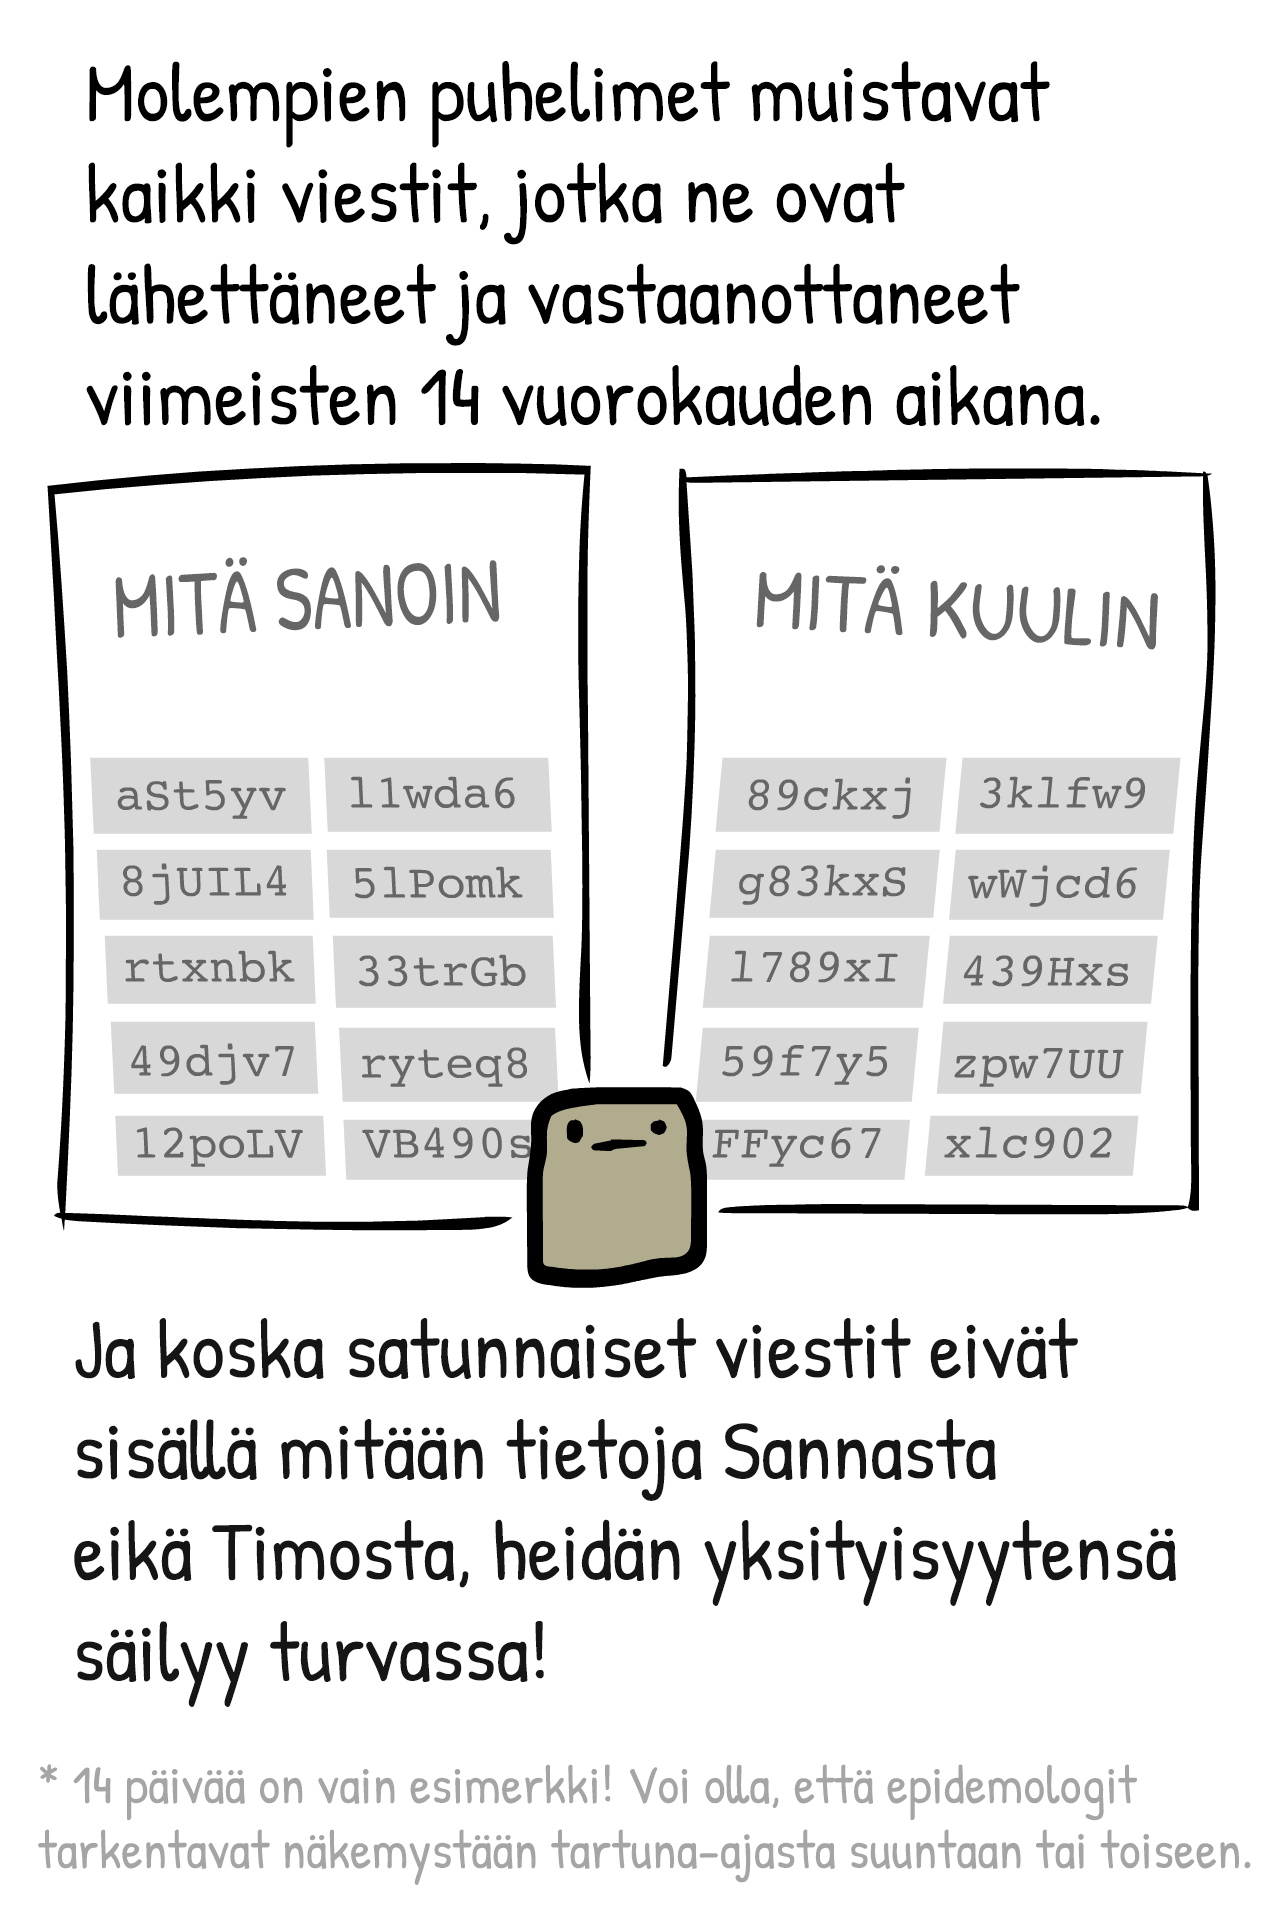 Molempien puhelimet muistavat
kaikki viestit, jotka ne ovat
lähettäneet ja vastaanottaneet
viimeisten 14 vuorokauden aikana.
MITÄ SANOIN
aSt5yv l1wda6
8jUIL4 5lPomk
rtxnbk 33trGb
49djv7 ryteq8
12poLV VB490s
MITÄ KUULIN
89ckxj 3klfw9
g83kxS wWjcd6
l789xI 439Hxs
59f7y5 zpw7UU
FFyc67 xlc902
Ja koska satunnaiset viestit eivät
sisällä mitään tietoja Sannasta
eikä Timosta, heidän yksityisyytensä
säilyy turvassa!
* 14 päivää on vain esimerkki! Voi olla, että epidemologit
tarkentavat näkemystään tartuna-ajasta suuntaan tai toiseen.